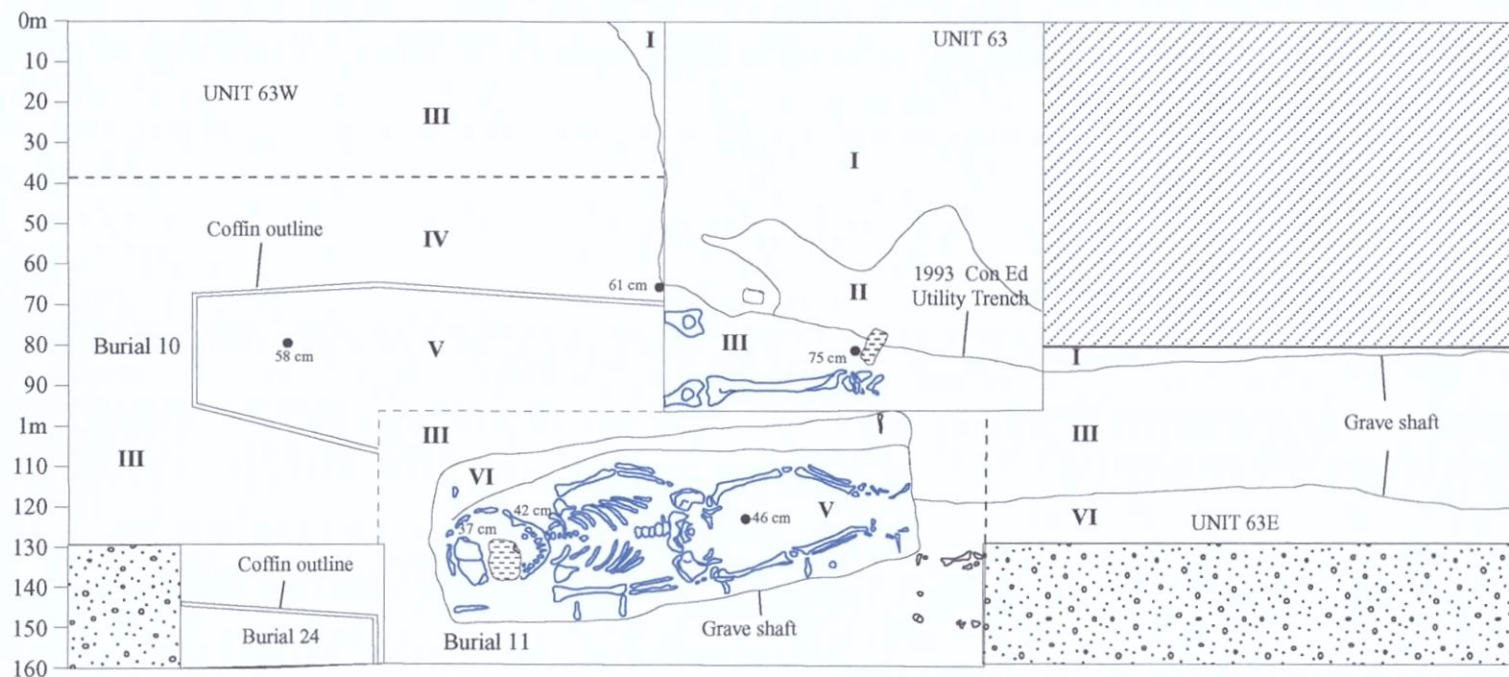 0m
10
20
30
40
50
60
70
80
90
1m
110
120
130
140
150
160
UNIT 63W
III
I
UNIT 63
I
Coffin outline
IV
61 cm
1993 Con Ed
Utility Trench
II
Burial 10
58 cm
V
III
75 cm
I
III
III
III
Grave shaft
VI
42 cm
37 cm
46 cm
V
VI
UNIT 63E
Coffin outline
Burial 24
Burial 11
Grave shaft